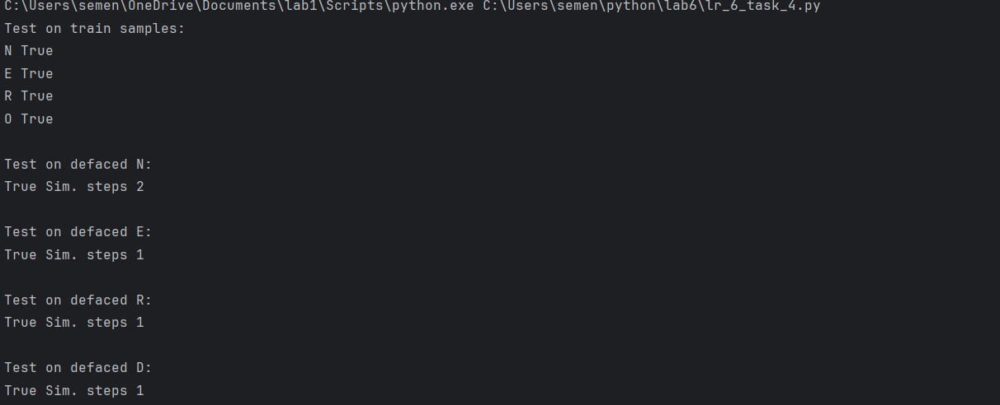 C:\Users\semen\OneDrive\Documents\lab1\Scripts\python.exe C:\Users\semen\python\lab6\lr_6_task_4.py
Test on train samples:
N True
E True
R True
O True
Test on defaced N:
True Sim. steps 2
Test on defaced E:
True Sim. steps 1
Test on defaced R:
True Sim. steps 1
Test on defaced D:
True Sim. steps 1